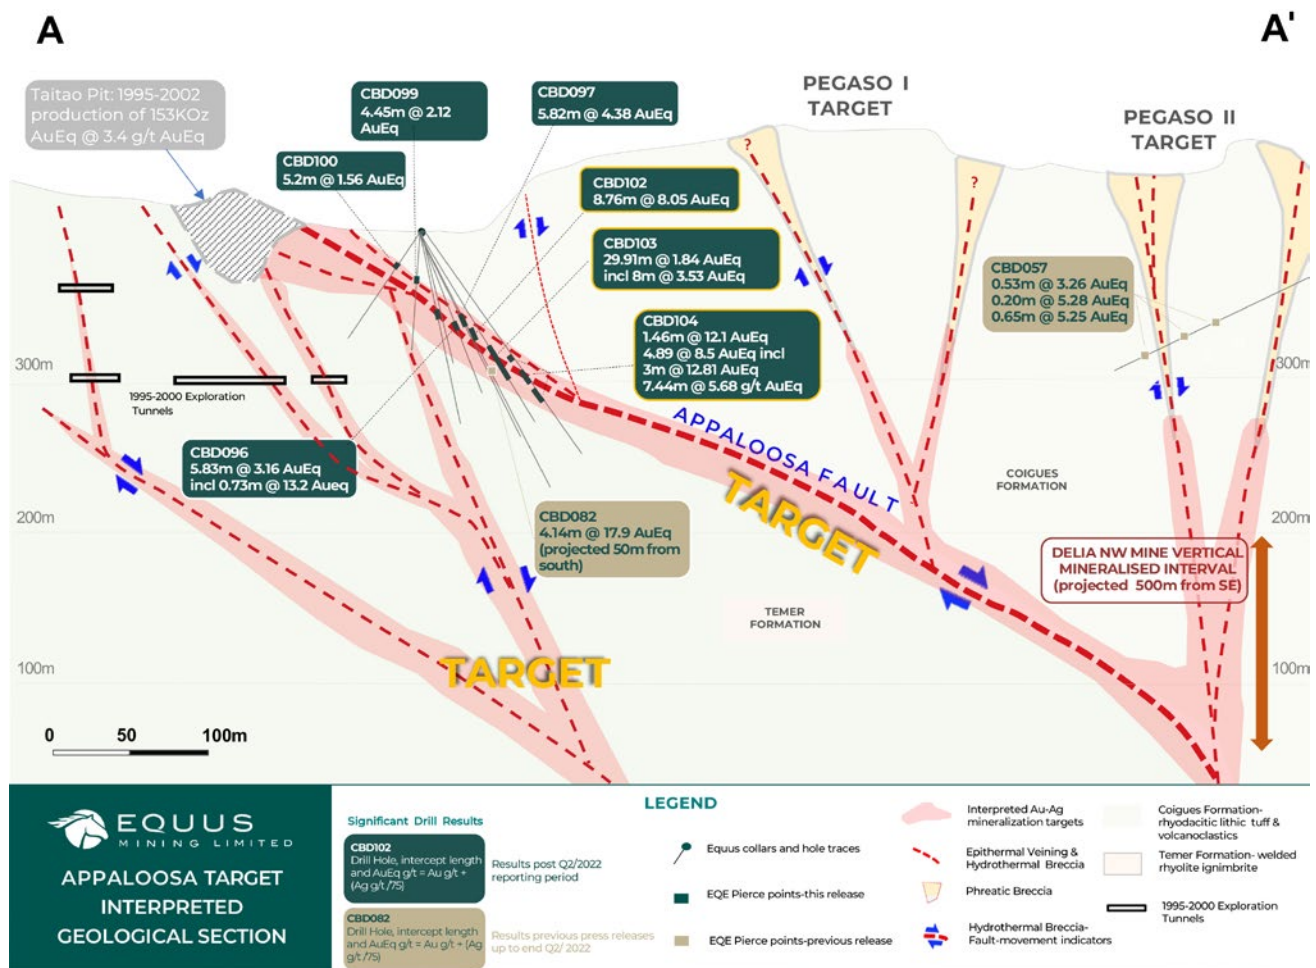 A
A'
Taitao Pit: 1995-2002
production of 153KOz
AuEq @ 3.4 g/t AuEq
CBD099
4.45m @ 2.12
AuEq
CBD097
5.82m @ 4.38 AuEq
PEGASO I
TARGET
PEGASO II
TARGET
CBD100
5.2m @ 1.56 AuEq
CBD102
8.76m @ 8.05 AuEq
CBD103
29.91m @ 1.84 AuEq
incl 8m @ 3.53 AuEq
CBD104
1.46m @ 12.1 AuEq
4.89 @ 8.5 AuEq incl
3m @ 12.81 AuEq
7.44m @ 5.68 g/t AuEq
CBD057
0.53m @ 3.26 AuEq
0.20m @ 5.28 AuEq
0.65m @ 5.25 AuEq
?
?
300m
300m
1995-2000 Exploration
Tunnels
CBD096
5.83m @ 3.16 AuEq
incl 0.73m @ 13.2 Aueq
APPALOOSA FAULT
TARGET
COIGUES
FORMATION
CBD082
4.14m @ 17.9 AuEq
(projected 50m from
south)
200m
200m
DELIA NW MINE VERTICAL
MINERALISED INTERVAL
(projected 500m from SE)
TEMER
FORMATION
TARGET
100m
100m
0 50 100m
EQUUS
MINING LIMITED
APPALOOSA TARGET
INTERPRETED
GEOLOGICAL SECTION
LEGEND
Significant Drill Results
CBD102
Drill Hole, intercept length
and AuEq g/t = Au g/t +
(Ag g/t /75)
Results post Q2/2022
reporting period
CBD082
Drill Hole, intercept length
and AuEq g/t = Au g/t + (Ag
g/t /75)
Results previous press releases
up to end Q2/ 2022
Equus collars and hole traces
EQE Pierce points-this release
EQE Pierce points-previous release
Interpreted Au-Ag
mineralization targets
Epithermal Veining &
Hydrothermal Breccia
Phreatic Breccia
Hydrothermal Breccia-
Fault-movement indicators
Coigues Formation-
rhyodacitic lithic tuff &
volcanoclastics
Temer Formation- welded
rhyolite ignimbrite
1995-2000 Exploration
Tunnels